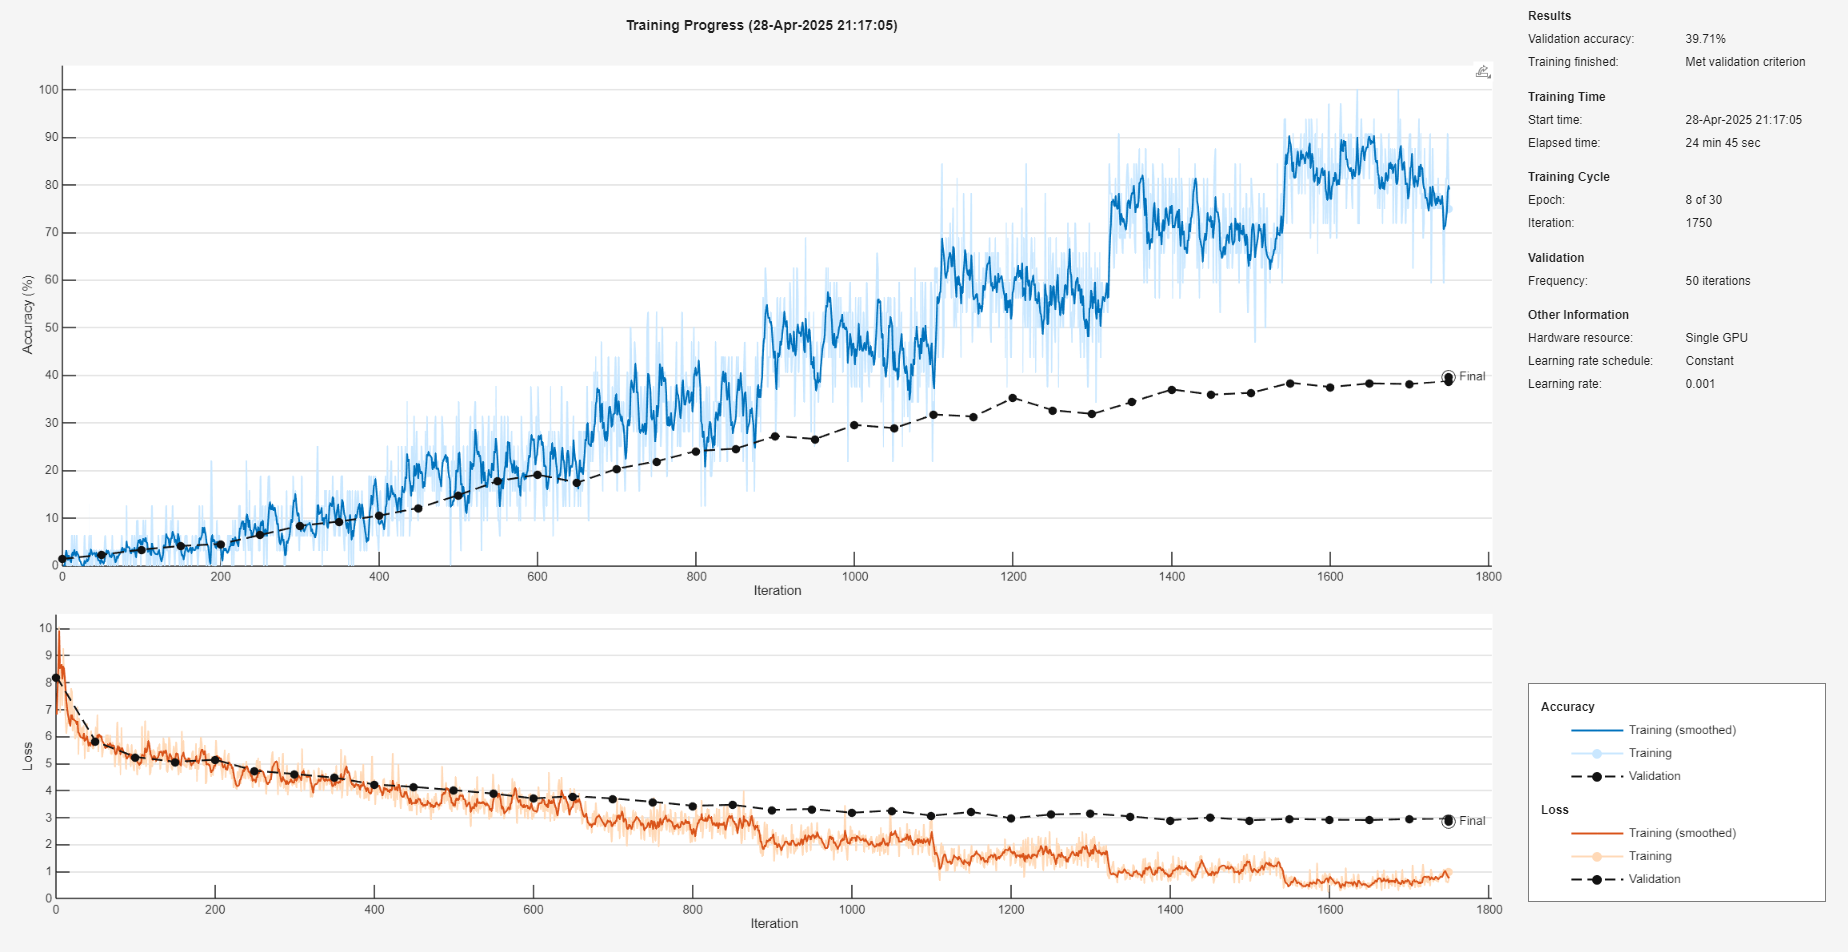 Training Progress (28-Apr-2025 21:17:05)
Accuracy (%)
100
90
80
70
60
50
40
30
20
10
0
0 200 400 600 800 1000 1200 1400 1600 1800
Iteration
Final
Loss
10
9
8
7
6
5
4
3
2
1
0
0 200 400 600 800 1000 1200 1400 1600 1800
Iteration
Final
Results
Validation accuracy: 39.71%
Training finished: Met validation criterion
Training Time
Start time: 28-Apr-2025 21:17:05
Elapsed time: 24 min 45 sec
Training Cycle
Epoch: 8 of 30
Iteration: 1750
Validation
Frequency: 50 iterations
Other Information
Hardware resource: Single GPU
Learning rate schedule: Constant
Learning rate: 0.001
Accuracy
Training (smoothed)
Training
Validation
Loss
Training (smoothed)
Training
Validation